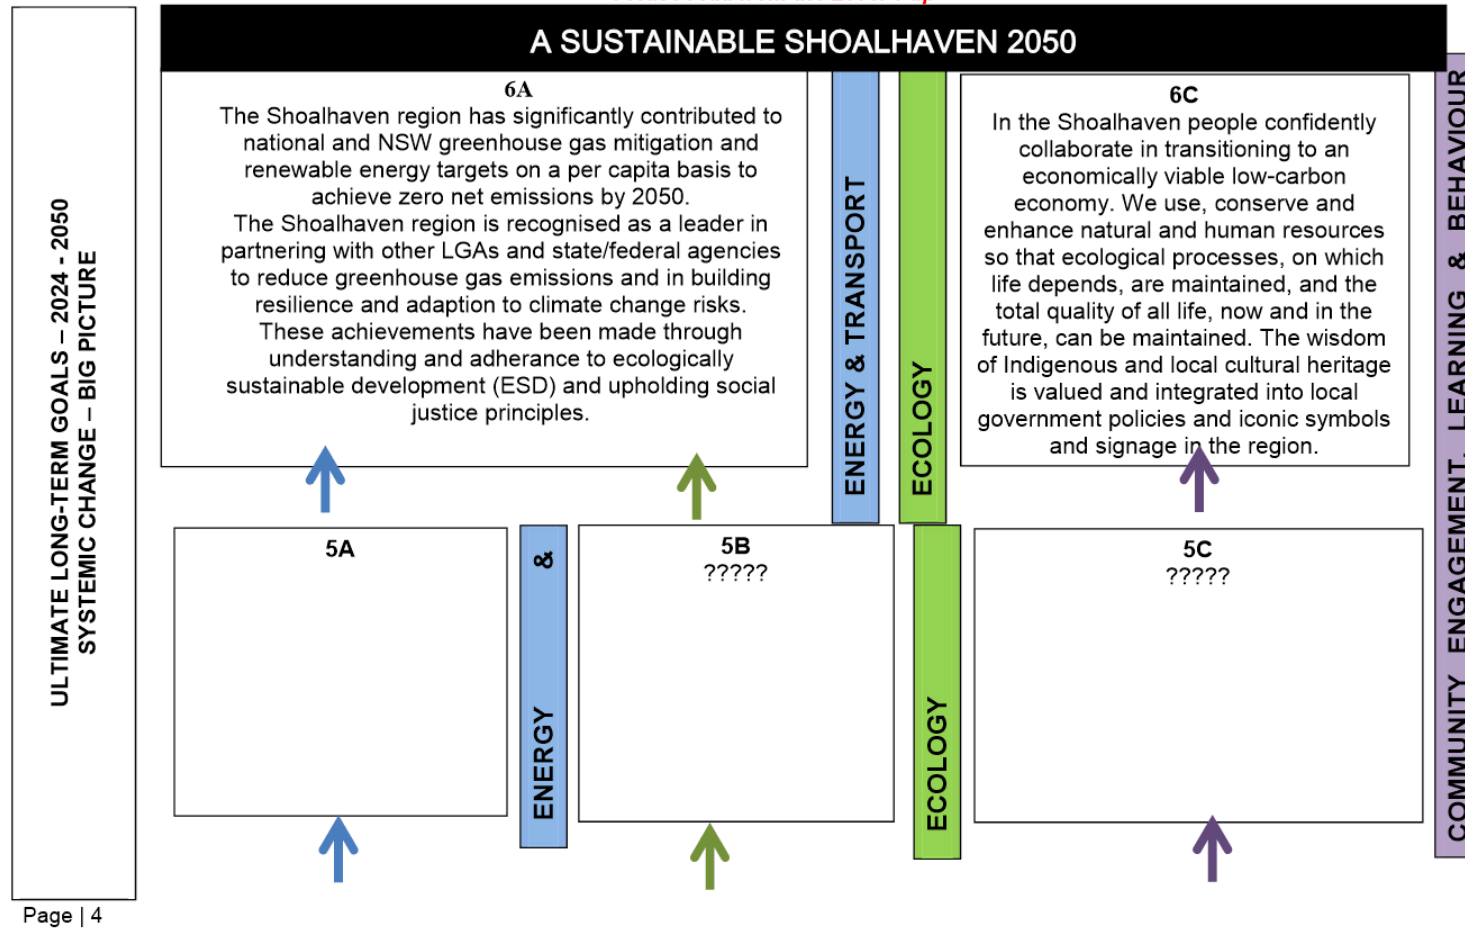 A SUSTAINABLE SHOALHAVEN 2050
ULTIMATE LONG-TERM GOALS – 2024 - 2050
SYSTEMIC CHANGE – BIG PICTURE
6A
The Shoalhaven region has significantly contributed to
national and NSW greenhouse gas mitigation and
renewable energy targets on a per capita basis to
achieve zero net emissions by 2050.
The Shoalhaven region is recognised as a leader in
partnering with other LGAs and state/federal agencies
to reduce greenhouse gas emissions and in building
resilience and adaption to climate change risks.
These achievements have been made through
understanding and adherence to ecologically
sustainable development (ESD) and upholding social
justice principles.
ENERGY & TRANSPORT
ECOLOGY
6C
In the Shoalhaven people confidently
collaborate in transitioning to an
economically viable low-carbon
economy. We use, conserve and
enhance natural and human resources
so that ecological processes, on which
life depends, are maintained, and the
total quality of all life, now and in the
future, can be maintained. The wisdom
of Indigenous and local cultural heritage
is valued and integrated into local
government policies and iconic symbols
and signage in the region.
COMMUNITY ENGAGEMENT, LEARNING & BEHAVIOUR
5A
ENERGY &
5B
?????
ECOLOGY
5C
?????
Page | 4